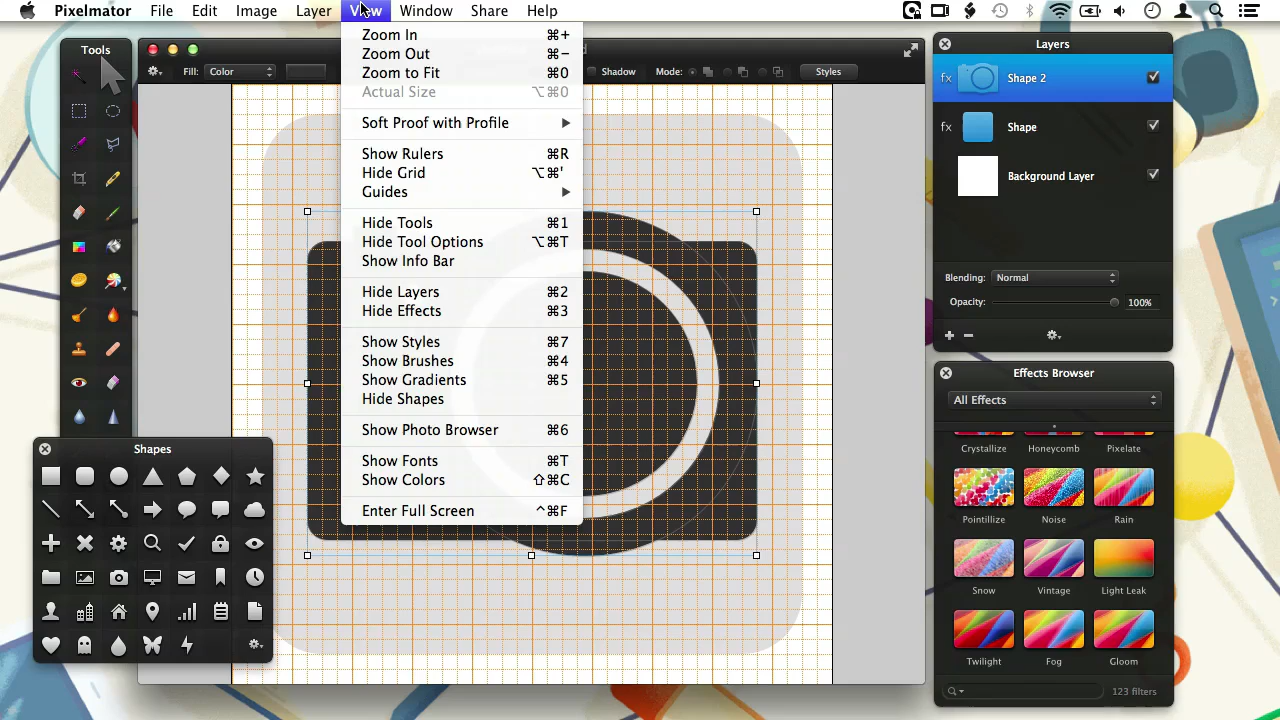 Pixelmator File Edit Image Layer View Window Share Help
Tools
Fill: Color Shadow Mode: Styles
Zoom In ⌘+
Zoom Out ⌘−
Zoom to Fit ⌘0
Actual Size ⌥⌘0
Soft Proof with Profile ▶
Show Rulers ⌘R
Hide Grid ⌥⌘'
Guides ▶
Hide Tools ⌘1
Hide Tool Options ⌥⌘T
Show Info Bar
Hide Layers ⌘2
Hide Effects ⌘3
Show Styles ⌘7
Show Brushes ⌘4
Show Gradients ⌘5
Hide Shapes
Show Photo Browser ⌘6
Show Fonts ⌘T
Show Colors ⇧⌘C
Enter Full Screen ^⌘F
Shapes
Layers
fx Shape 2
fx Shape
Background Layer
Blending: Normal
Opacity: 100%
Effects Browser
All Effects
Crystallize Honeycomb Pixelate
Pointillize Noise Rain
Snow Vintage Light Leak
Twilight Fog Gloom
123 filters